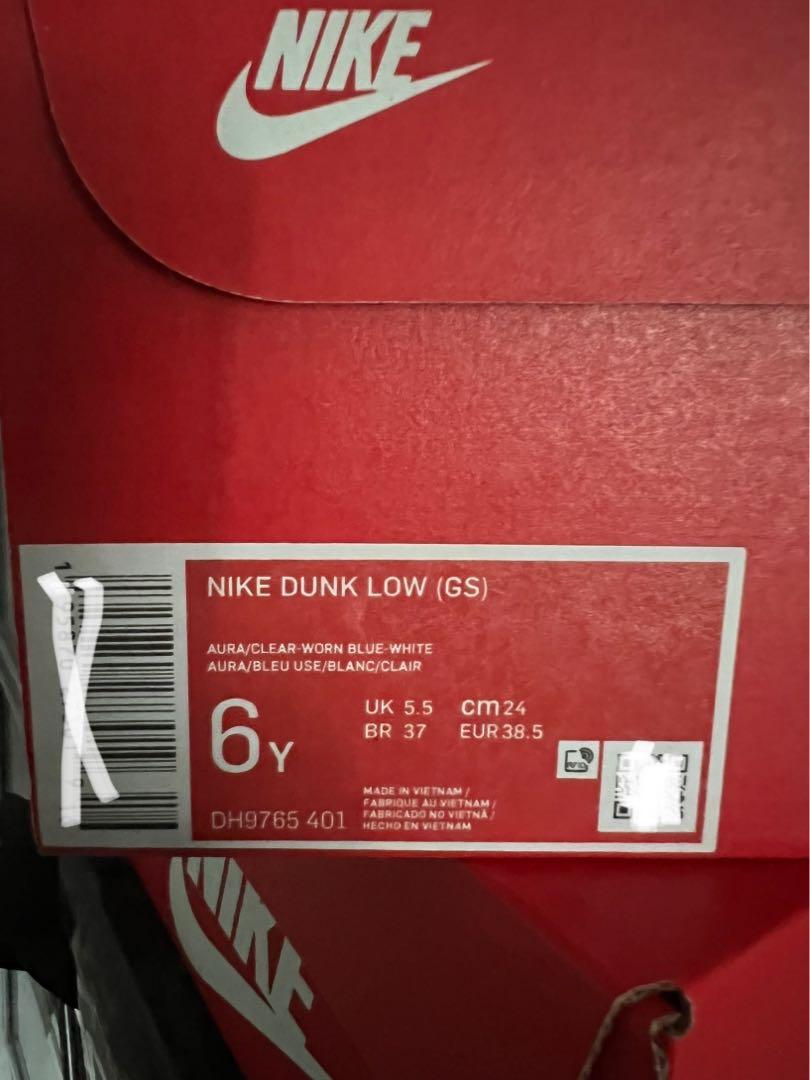 NIKE
NIKE DUNK LOW (GS)
AURA/CLEAR-WORN BLUE-WHITE
AURA/BLEU USE/BLANC/CLAIR
6Y
UK 5.5 cm 24
BR 37 EUR 38.5
DH9765 401
MADE IN VIETNAM /
FABRIQUE AU VIETNAM /
FABRICADO NO VIETNÃ /
HECHO EN VIETNAM
NIKE